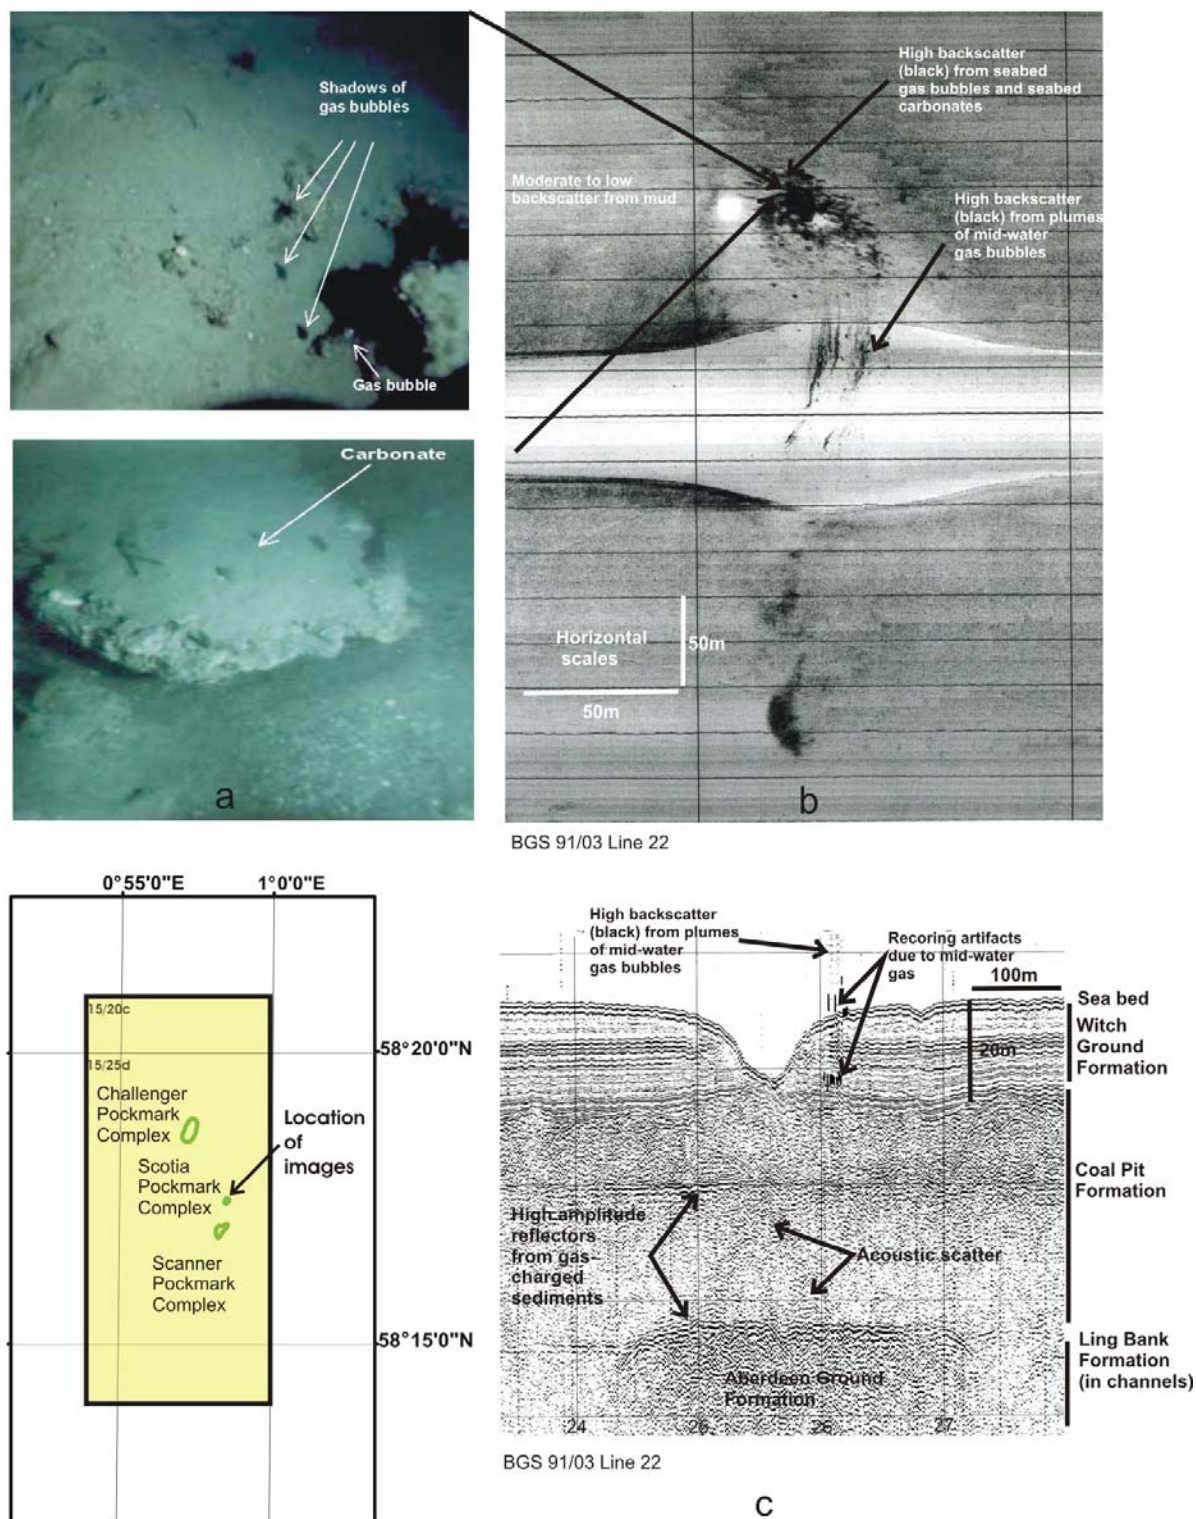 Shadows of
gas bubbles
Gas bubble
Carbonate
a
High backscatter
(black) from seabed
gas bubbles and seabed
carbonates
Moderate to low
backscatter from mud
High backscatter
(black) from plumes
of mid-water
gas bubbles
Horizontal
scales
50m
50m
b
BGS 91/03 Line 22
0°55'0"E
1°0'0"E
15/20c
58°20'0"N
15/25d
Challenger
Pockmark
Complex
Location
of
images
Scotia
Pockmark
Complex
Scanner
Pockmark
Complex
58°15'0"N
High backscatter
(black) from plumes
of mid-water
gas bubbles
Recoring artifacts
due to mid-water
gas
100m
Sea bed
Witch
Ground
Formation
20m
Coal Pit
Formation
High amplitude
reflectors
from gas-
charged
sediments
Acoustic scatter
Ling Bank
Formation
(in channels)
Aberdeen Ground
Formation
24
27
BGS 91/03 Line 22
c